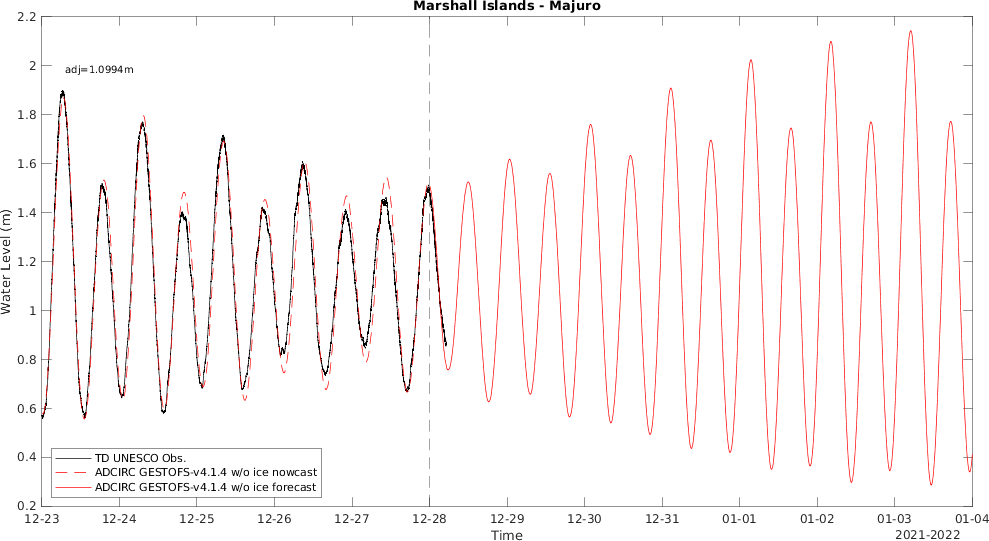 Marshall Islands - Majuro
2.2
2
1.8
1.6
1.4
1.2
1
0.8
0.6
0.4
0.2
Water Level (m)
adj=1.0994m
TD UNESCO Obs.
ADCIRC GESTOFS-v4.1.4 w/o ice nowcast
ADCIRC GESTOFS-v4.1.4 w/o ice forecast
12-23 12-24 12-25 12-26 12-27 12-28 12-29 12-30 12-31 01-01 01-02 01-03 01-04
Time
2021-2022